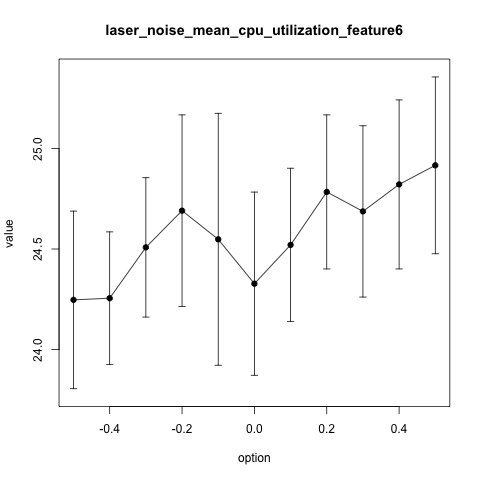 laser_noise_mean_cpu_utilization_feature6
value
25.0
24.5
24.0
-0.4 -0.2 0.0 0.2 0.4
option